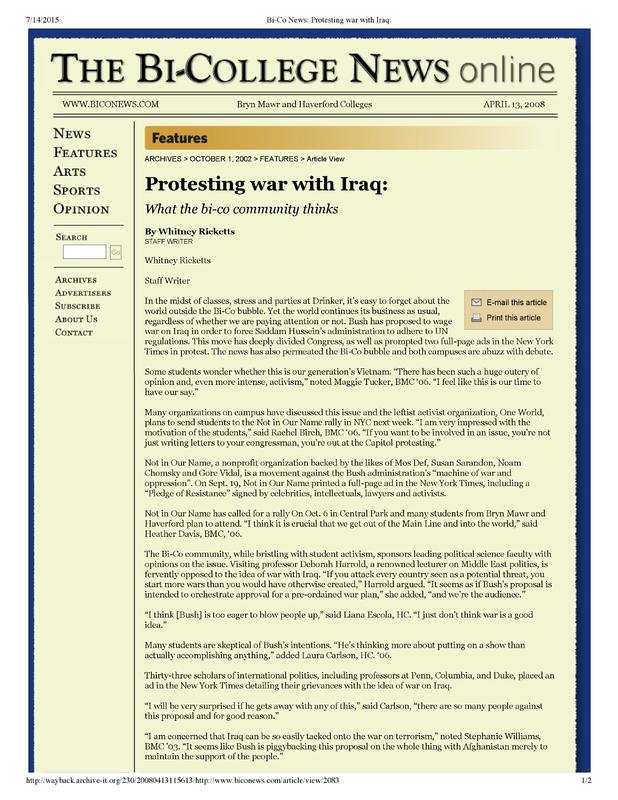 7/14/2015 Bi-Co News: Protesting war with Iraq:
THE BI-COLLEGE NEWS online
WWW.BICONEWS.COM Bryn Mawr and Haverford Colleges APRIL 13, 2008
NEWS
FEATURES
ARTS
SPORTS
OPINION
SEARCH
Go
ARCHIVES
ADVERTISERS
SUBSCRIBE
ABOUT US
CONTACT
Features
ARCHIVES > OCTOBER 1, 2002 > FEATURES > Article View
Protesting war with Iraq:
What the bi-co community thinks
By Whitney Ricketts
STAFF WRITER
Whitney Ricketts
Staff Writer
E-mail this article
Print this article
In the midst of classes, stress and parties at Drinker, it's easy to forget about the
world outside the Bi-Co bubble. Yet the world continues its business as usual,
regardless of whether we are paying attention or not. Bush has proposed to wage
war on Iraq in order to force Saddam Hussein's administration to adhere to UN
regulations. This move has deeply divided Congress, as well as prompted two full-page ads in the New York
Times in protest. The news has also permeated the Bi-Co bubble and both campuses are abuzz with debate.
Some students wonder whether this is our generation's Vietnam. “There has been such a huge outery of
opinion and, even more intense, activism,” noted Maggie Tucker, BMC ‘06. “I feel like this is our time to
have our say.”
Many organizations on campus have discussed this issue and the leftist activist organization, One World,
plans to send students to the Not in Our Name rally in NYC next week. “I am very impressed with the
motivation of the students,” said Rachel Birch, BMC ‘06. “If you want to be involved in an issue, you're not
just writing letters to your congressman, you're out at the Capitol protesting.”
Not in Our Name, a nonprofit organization backed by the likes of Mos Def, Susan Sarandon, Noam
Chomsky and Gore Vidal, is a movement against the Bush administration's “machine of war and
oppression”. On Sept. 19, Not in Our Name printed a full-page ad in the New York Times, including a
“Pledge of Resistance” signed by celebrities, intellectuals, lawyers and activists.
Not in Our Name has called for a rally On Oct. 6 in Central Park and many students from Bryn Mawr and
Haverford plan to attend. “I think it is crucial that we get out of the Main Line and into the world,” said
Heather Davis, BMC, ‘06.
The Bi-Co community, while bristling with student activism, sponsors leading political science faculty with
opinions on the issue. Visiting professor Deborah Harrold, a renowned lecturer on Middle East politics, is
fervently opposed to the idea of war with Iraq. “If you attack every country seen as a potential threat, you
start more wars than you would have otherwise created,” Harrold argued. “It seems as if Bush's proposal is
intended to orchestrate approval for a pre-ordained war plan,” she added, “and we're the audience.”
“I think [Bush] is too eager to blow people up,” said Liana Escola, HC. “I just don't think war is a good
idea.”
Many students are skeptical of Bush's intentions. “He's thinking more about putting on a show than
actually accomplishing anything,” added Laura Carlson, HC. ‘06.
Thirty-three scholars of international politics, including professors at Penn, Columbia, and Duke, placed an
ad in the New York Times detailing their grievances with the idea of war on Iraq.
“I will be very surprised if he gets away with any of this,” said Carlson, “there are so many people against
this proposal and for good reason.”
“I am concerned that Iraq can be so easily tacked onto the war on terrorism,” noted Stephanie Williams,
BMC ‘03. “It seems like Bush is piggybacking this proposal on the whole thing with Afghanistan merely to
maintain the support of the people.”
http://wayback.archive-it.org/230/20080413115613/http://www.biconews.com/article/view/2083 1/2